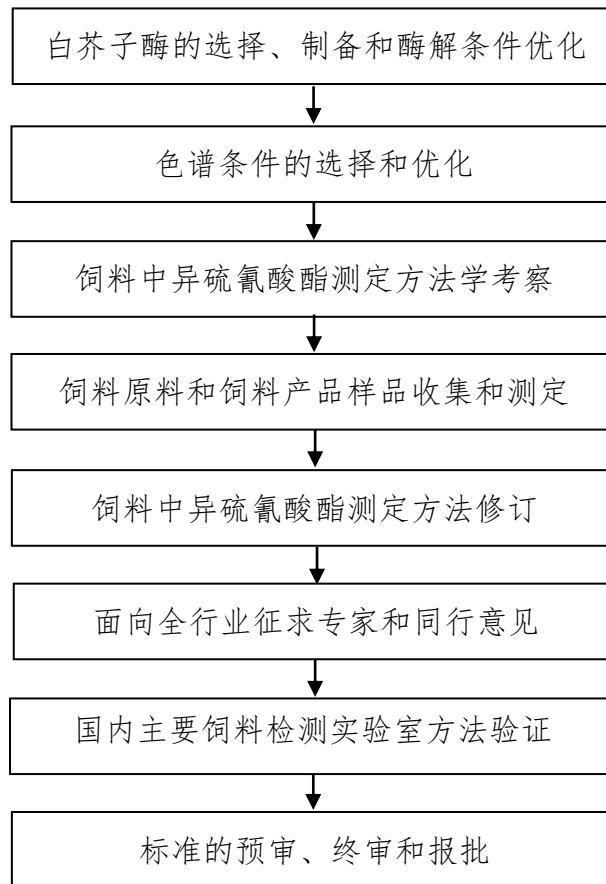 白芥子酶的选择、制备和酶解条件优化
色谱条件的选择和优化
饲料中异硫氰酸酯测定方法学考察
饲料原料和饲料产品样品收集和测定
饲料中异硫氰酸酯测定方法修订
面向全行业征求专家和同行意见
国内主要饲料检测实验室方法验证
标准的预审、终审和报批